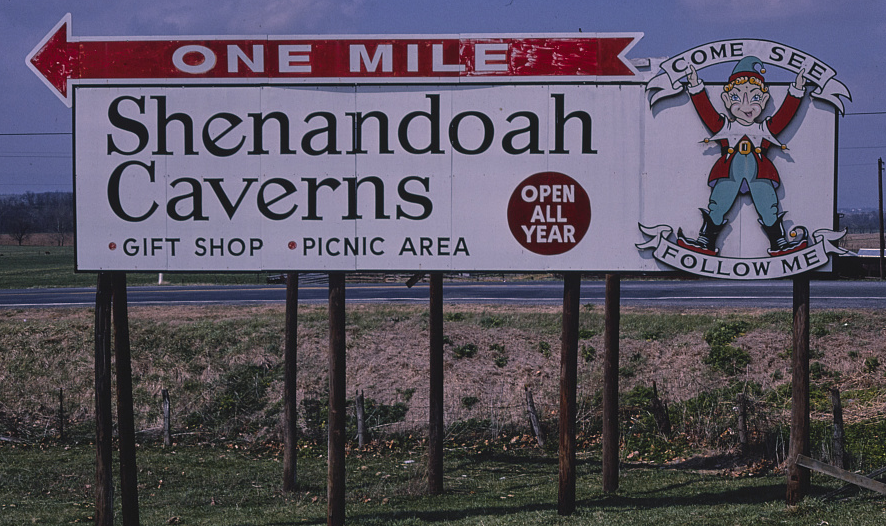 ONE MILE
Shenandoah
Caverns
• GIFT SHOP • PICNIC AREA
OPEN
ALL
YEAR
COME SEE
FOLLOW ME